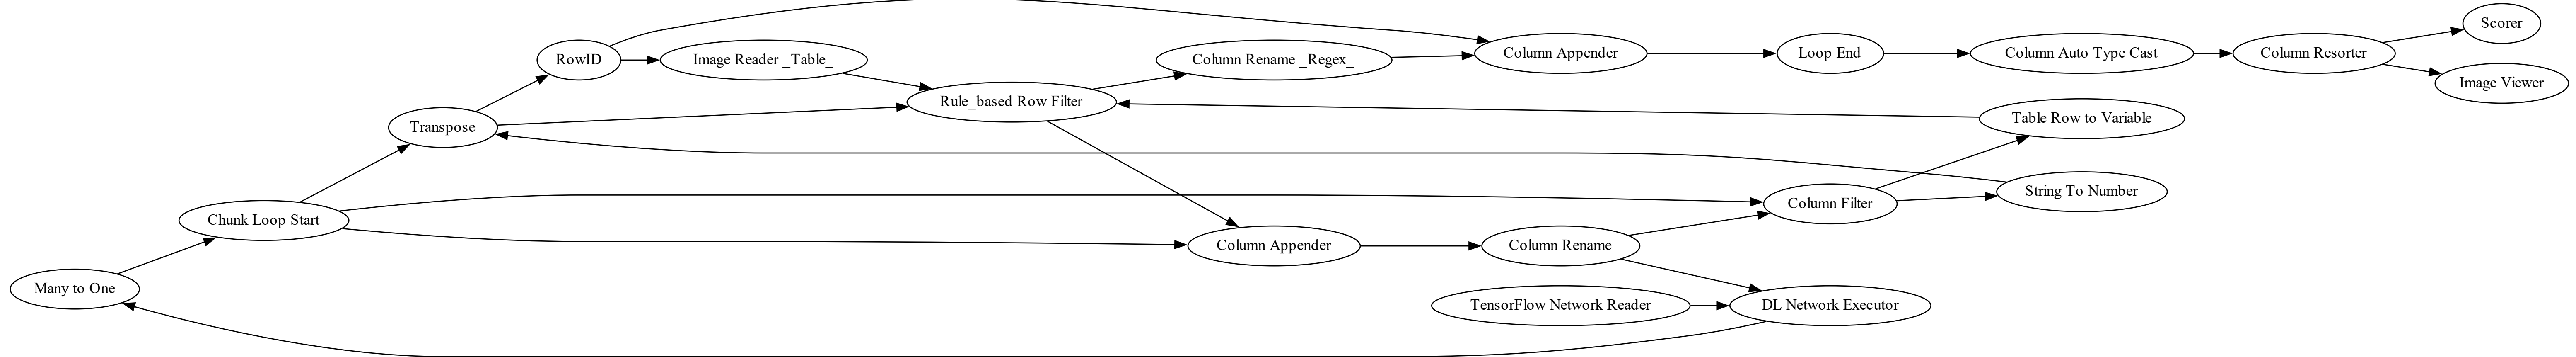 Scorer
RowID
Image Reader _Table_
Column Rename _Regex_
Column Appender
Loop End
Column Auto Type Cast
Column Resorter
Image Viewer
Rule_based Row Filter
Transpose
Table Row to Variable
String To Number
Column Filter
Chunk Loop Start
Column Appender
Column Rename
Many to One
TensorFlow Network Reader
DL Network Executor